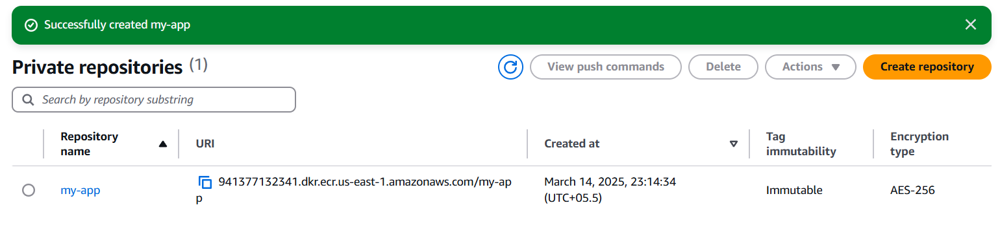 Successfully created my-app
Private repositories (1)
View push commands
Delete
Actions
Create repository
Search by repository substring
Repository name
URI
Created at
Tag immutability
Encryption type
my-app
941377132341.dkr.ecr.us-east-1.amazonaws.com/my-ap
p
March 14, 2025, 23:14:34
(UTC+05.5)
Immutable
AES-256